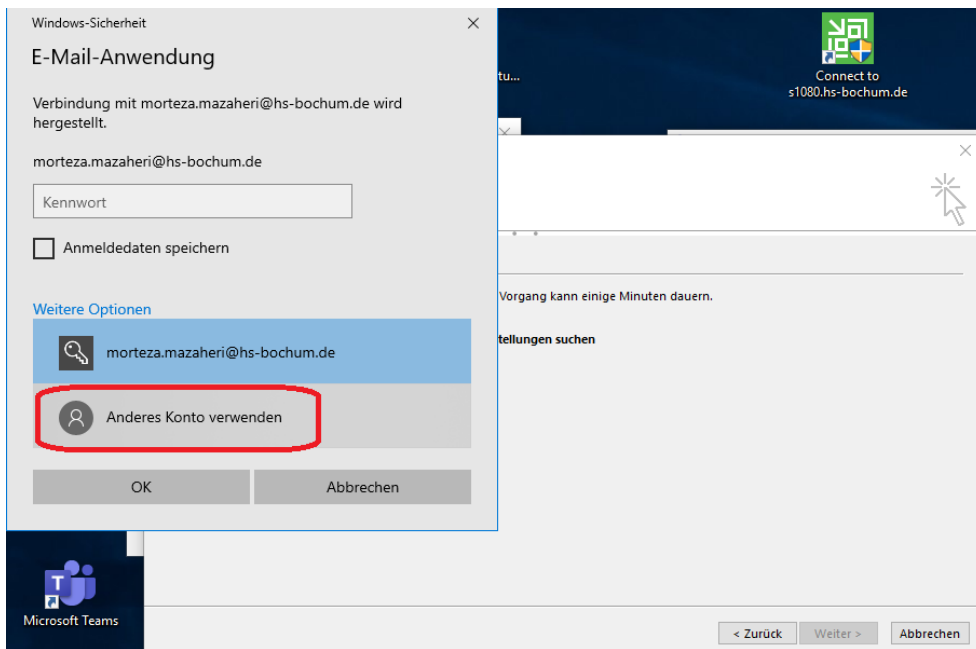 Windows-Sicherheit
E-Mail-Anwendung
Verbindung mit morteza.mazaheri@hs-bochum.de wird
hergestellt.
morteza.mazaheri@hs-bochum.de
Kennwort
Anmeldedaten speichern
Weitere Optionen
morteza.mazaheri@hs-bochum.de
Anderes Konto verwenden
OK
Abbrechen
tu...
Connect to
s1080.hs-bochum.de
Vorgang kann einige Minuten dauern.
tellungen suchen
Microsoft Teams
< Zurück
Weiter >
Abbrechen